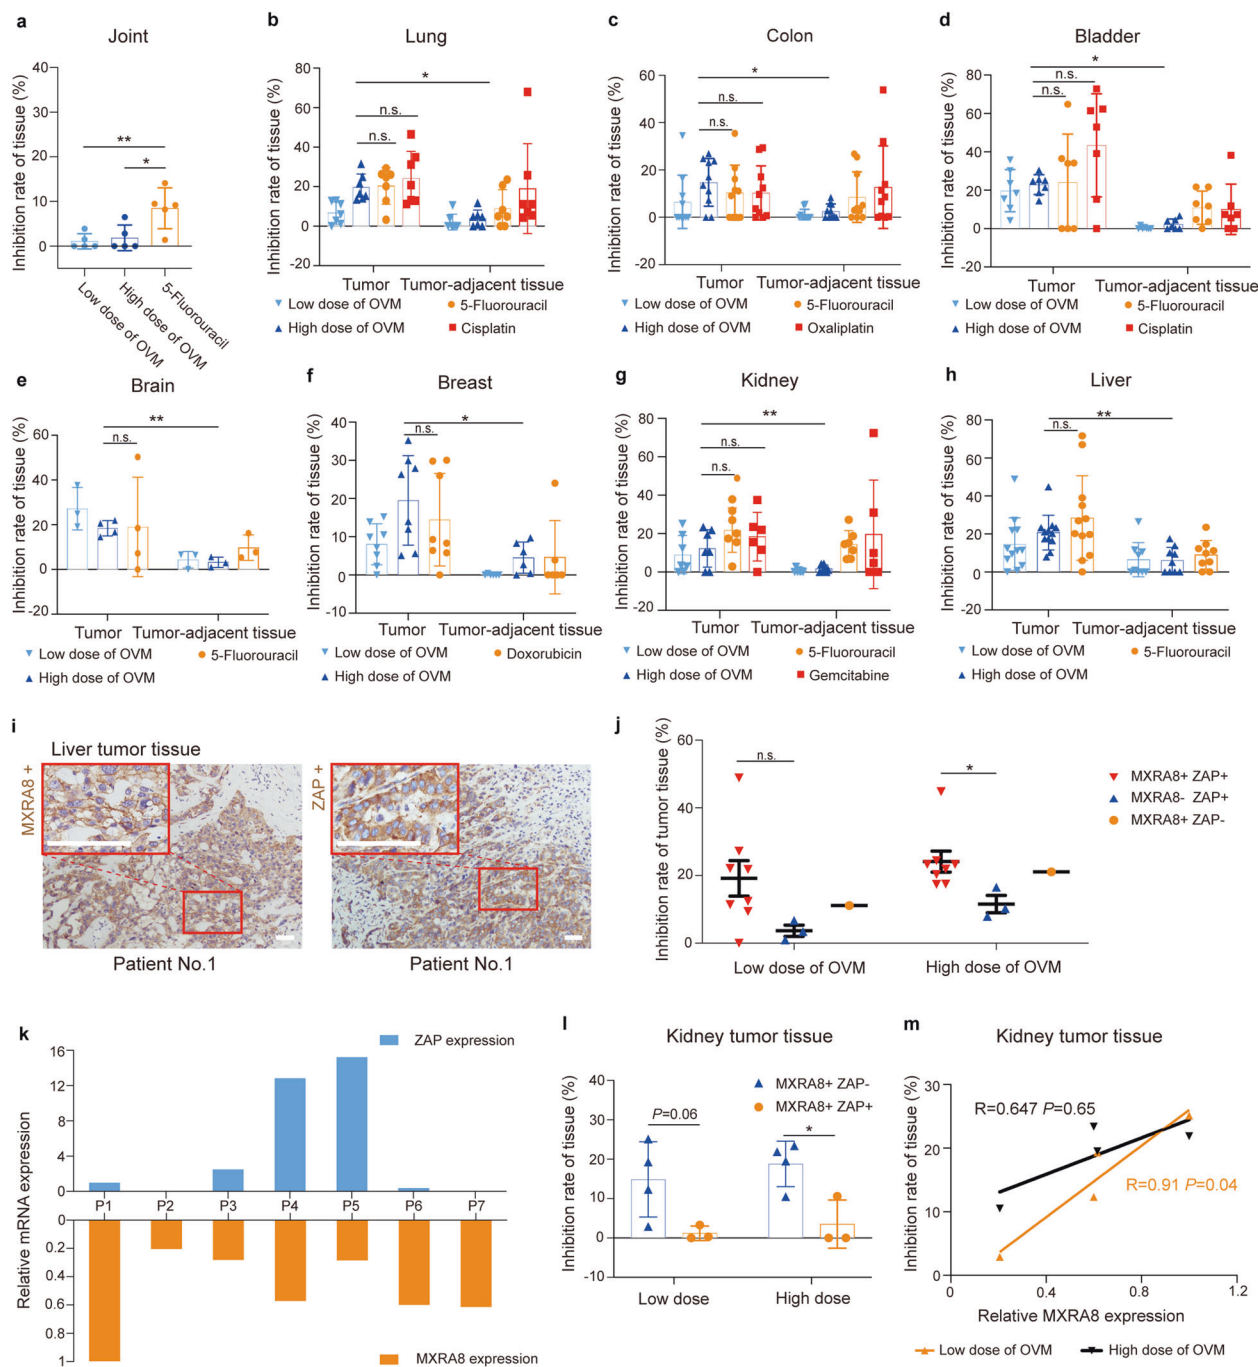 a
Joint
Inhibition rate of tissue (%)
40
30
20
10
0
**
*
Low dose of OVM
High dose of OVM
5-Fluorouracil
b
Lung
Inhibition rate of tissue (%)
80
60
40
20
0
-20
*
n.s.
n.s.
Tumor Tumor-adjacent tissue
Low dose of OVM 5-Fluorouracil
High dose of OVM Cisplatin
c
Colon
Inhibition rate of tissue (%)
60
40
20
0
-20
*
n.s.
n.s.
Tumor Tumor-adjacent tissue
Low dose of OVM 5-Fluorouracil
High dose of OVM Oxaliplatin
d
Bladder
Inhibition rate of tissue (%)
80
60
40
20
0
-20
*
n.s.
n.s.
Tumor Tumor-adjacent tissue
Low dose of OVM 5-Fluorouracil
High dose of OVM Cisplatin
e
Brain
Inhibition rate of tissue (%)
60
40
20
0
-20
**
n.s.
Tumor Tumor-adjacent tissue
Low dose of OVM 5-Fluorouracil
High dose of OVM
f
Breast
Inhibition rate of tissue (%)
40
30
20
10
0
-10
*
n.s.
Tumor Tumor-adjacent tissue
Low dose of OVM Doxorubicin
High dose of OVM
g
Kidney
Inhibition rate of tissue (%)
80
60
40
20
0
-20
**
n.s.
n.s.
Tumor Tumor-adjacent tissue
Low dose of OVM 5-Fluorouracil
High dose of OVM Gemcitabine
h
Liver
Inhibition rate of tissue (%)
80
60
40
20
0
-20
**
n.s.
Tumor Tumor-adjacent tissue
Low dose of OVM 5-Fluorouracil
High dose of OVM
i
Liver tumor tissue
MXRA8 +
ZAP +
Patient No.1 Patient No.1
j
Inhibition rate of tumor tissue (%)
60
40
20
0
n.s.
*
Low dose of OVM High dose of OVM
MXRA8+ ZAP+
MXRA8- ZAP+
MXRA8+ ZAP-
k
Relative mRNA expression
ZAP expression
16
12
8
4
0
P1 P2 P3 P4 P5 P6 P7
0
0.2
0.4
0.6
0.8
1
MXRA8 expression
l
Kidney tumor tissue
Inhibition rate of tissue (%)
40
30
20
10
0
-10
MXRA8+ ZAP-
MXRA8+ ZAP+
P=0.06
*
Low dose High dose
m
Kidney tumor tissue
Inhibition rate of tissue (%)
30
20
10
0
R=0.647 P=0.65
R=0.91 P=0.04
0 0.4 0.8 1.2
Relative MXRA8 expression
Low dose of OVM High dose of OVM